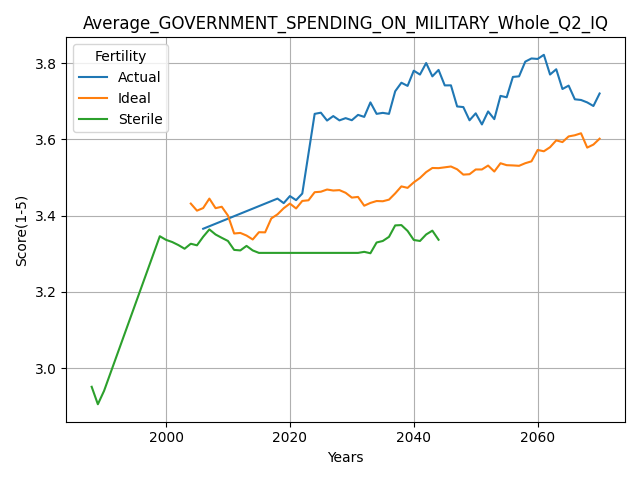 Average_GOVERNMENT_SPENDING_ON_MILITARY_Whole_Q2_IQ
Fertility
Actual
Ideal
Sterile
Score(1-5)
3.8
3.6
3.4
3.2
3.0
2000
2020
2040
2060
Years